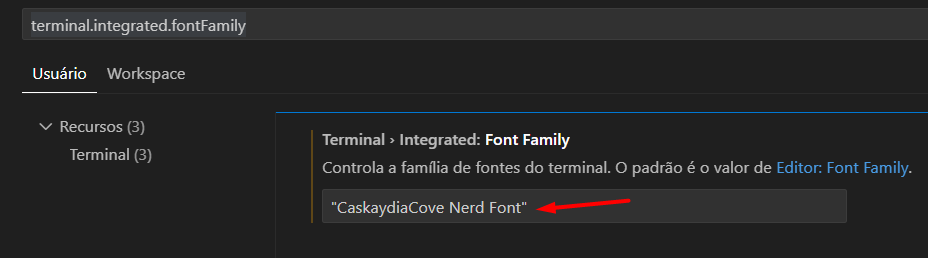 terminal.integrated.fontFamily
Usuário Workspace
Recursos (3)
Terminal (3)
Terminal › Integrated: Font Family
Controla a família de fontes do terminal. O padrão é o valor de Editor: Font Family.
"CaskaydiaCove Nerd Font"